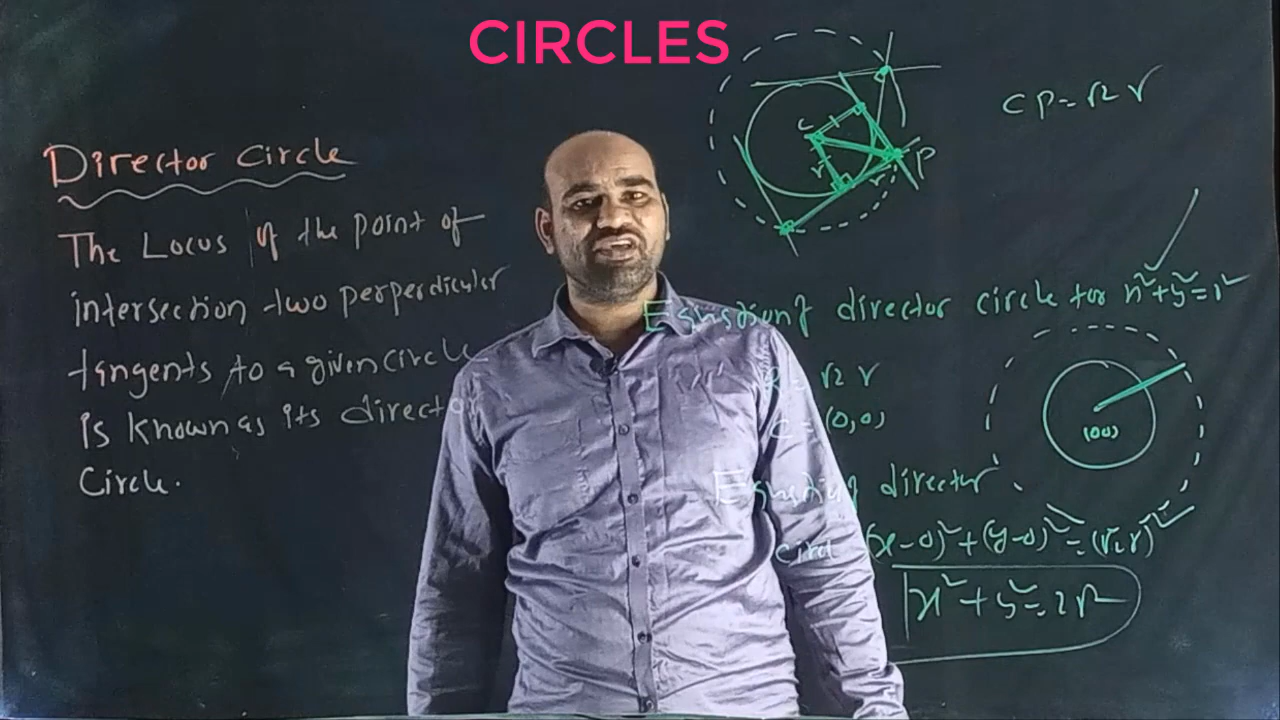 CIRCLES
Director Circle
The Locus of the point of
intersection two perpendicular
tangents to a given circle
is known as its director
Circle.
C
r
r
P
CP = √2 r
Equation of director circle for x² + y² = r²
R = √2 r
C = (0,0)
(00)
Equation of director
circle (x-0)² + (y-0)² = (√2 r)²
x² + y² = 2r²